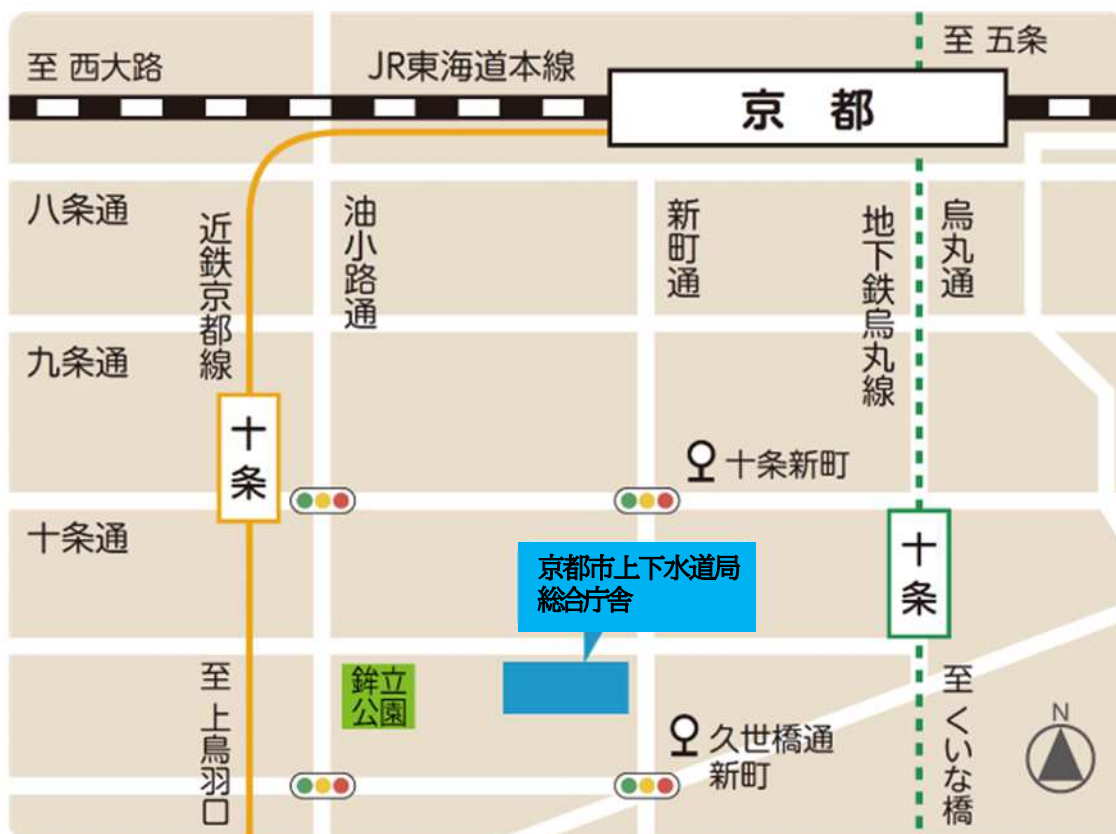 至 五条
至 西大路
JR東海道本線
京 都
八条通
近鉄京都線
油小路通
新町通
地下鉄烏丸線
烏丸通
九条通
十条
十条新町
十条通
十条
京都市上下水道局
総合庁舎
至 上鳥羽口
鉾立
公園
久世橋通
新町
至 くいな橋
N